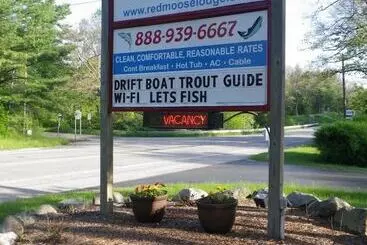 www.redmooselodge
888-939-6667
CLEAN, COMFORTABLE, REASONABLE RATES
Cont Breakfast • Hot Tub • AC • Cable
DRIFT BOAT TROUT GUIDE
WI-FI LETS FISH
VACANCY